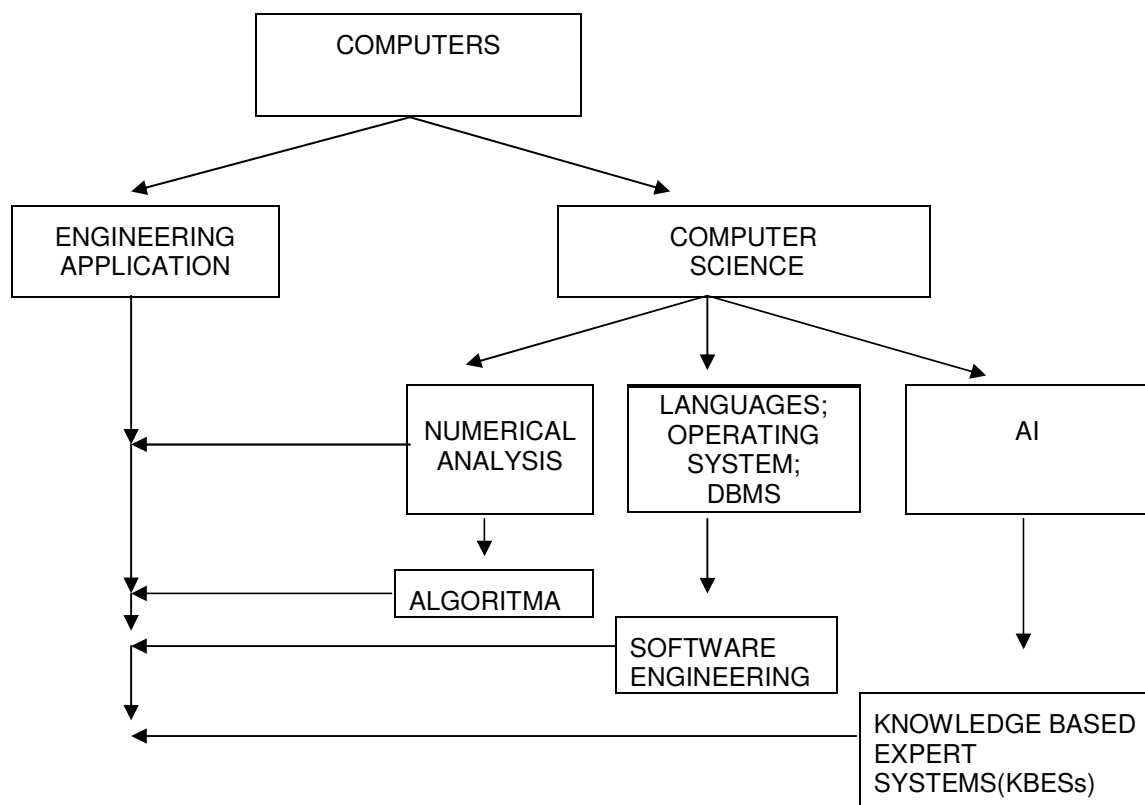 COMPUTERS
ENGINEERING
APPLICATION
COMPUTER
SCIENCE
NUMERICAL
ANALYSIS
LANGUAGES;
OPERATING
SYSTEM;
DBMS
AI
ALGORITMA
SOFTWARE
ENGINEERING
KNOWLEDGE BASED
EXPERT
SYSTEMS(KBESs)